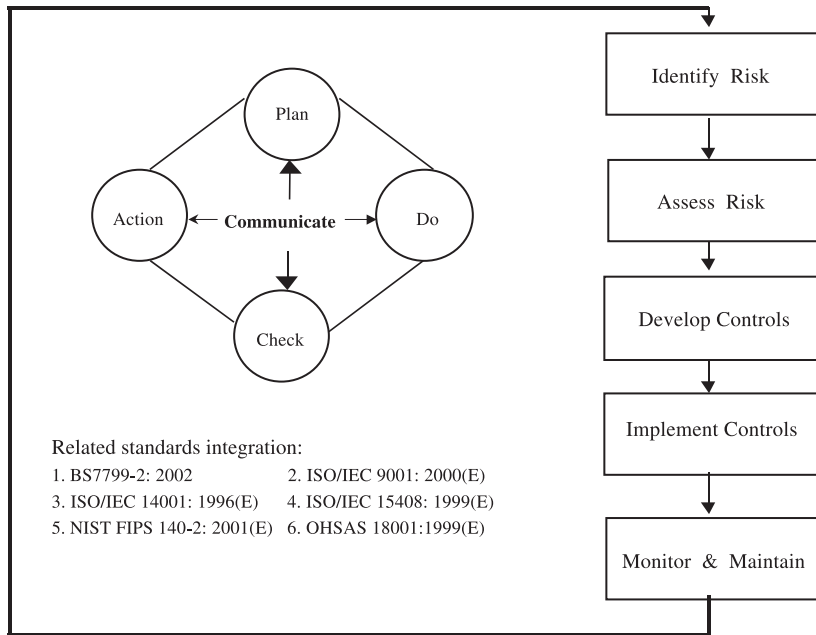 Plan
Action
Communicate
Do
Check
Related standards integration:
1. BS7799-2: 2002 2. ISO/IEC 9001: 2000(E)
3. ISO/IEC 14001: 1996(E) 4. ISO/IEC 15408: 1999(E)
5. NIST FIPS 140-2: 2001(E) 6. OHSAS 18001:1999(E)
Identify Risk
Assess Risk
Develop Controls
Implement Controls
Monitor & Maintain